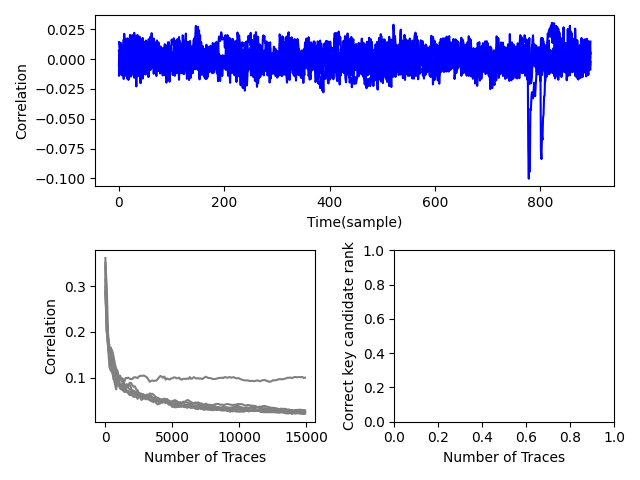 0.025
0.000
−0.025
−0.050
−0.075
−0.100
Correlation
0 200 400 600 800
Time(sample)
0.3
0.2
0.1
Correlation
0 5000 10000 15000
Number of Traces
1.0
0.8
0.6
0.4
0.2
0.0
Correct key candidate rank
0.0 0.2 0.4 0.6 0.8 1.0
Number of Traces